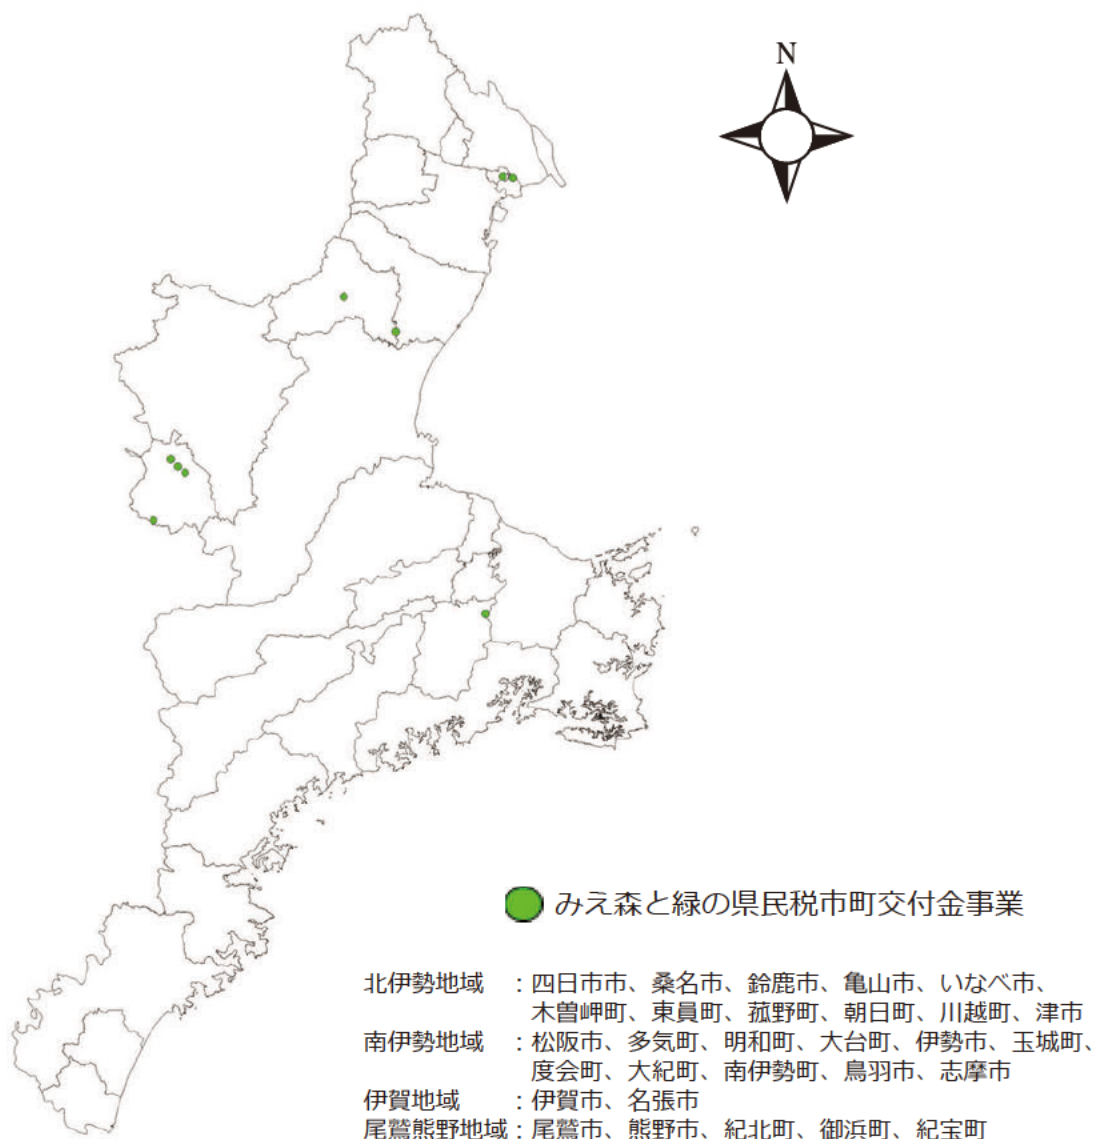 N
みえ森と緑の県民税市町交付金事業
北伊勢地域 ：四日市市、桑名市、鈴鹿市、亀山市、いなべ市、
木曽岬町、東員町、菰野町、朝日町、川越町、津市
南伊勢地域 ：松阪市、多気町、明和町、大台町、伊勢市、玉城町、
度会町、大紀町、南伊勢町、鳥羽市、志摩市
伊賀地域 ：伊賀市、名張市
尾鷲熊野地域：尾鷲市、熊野市、紀北町、御浜町、紀宝町